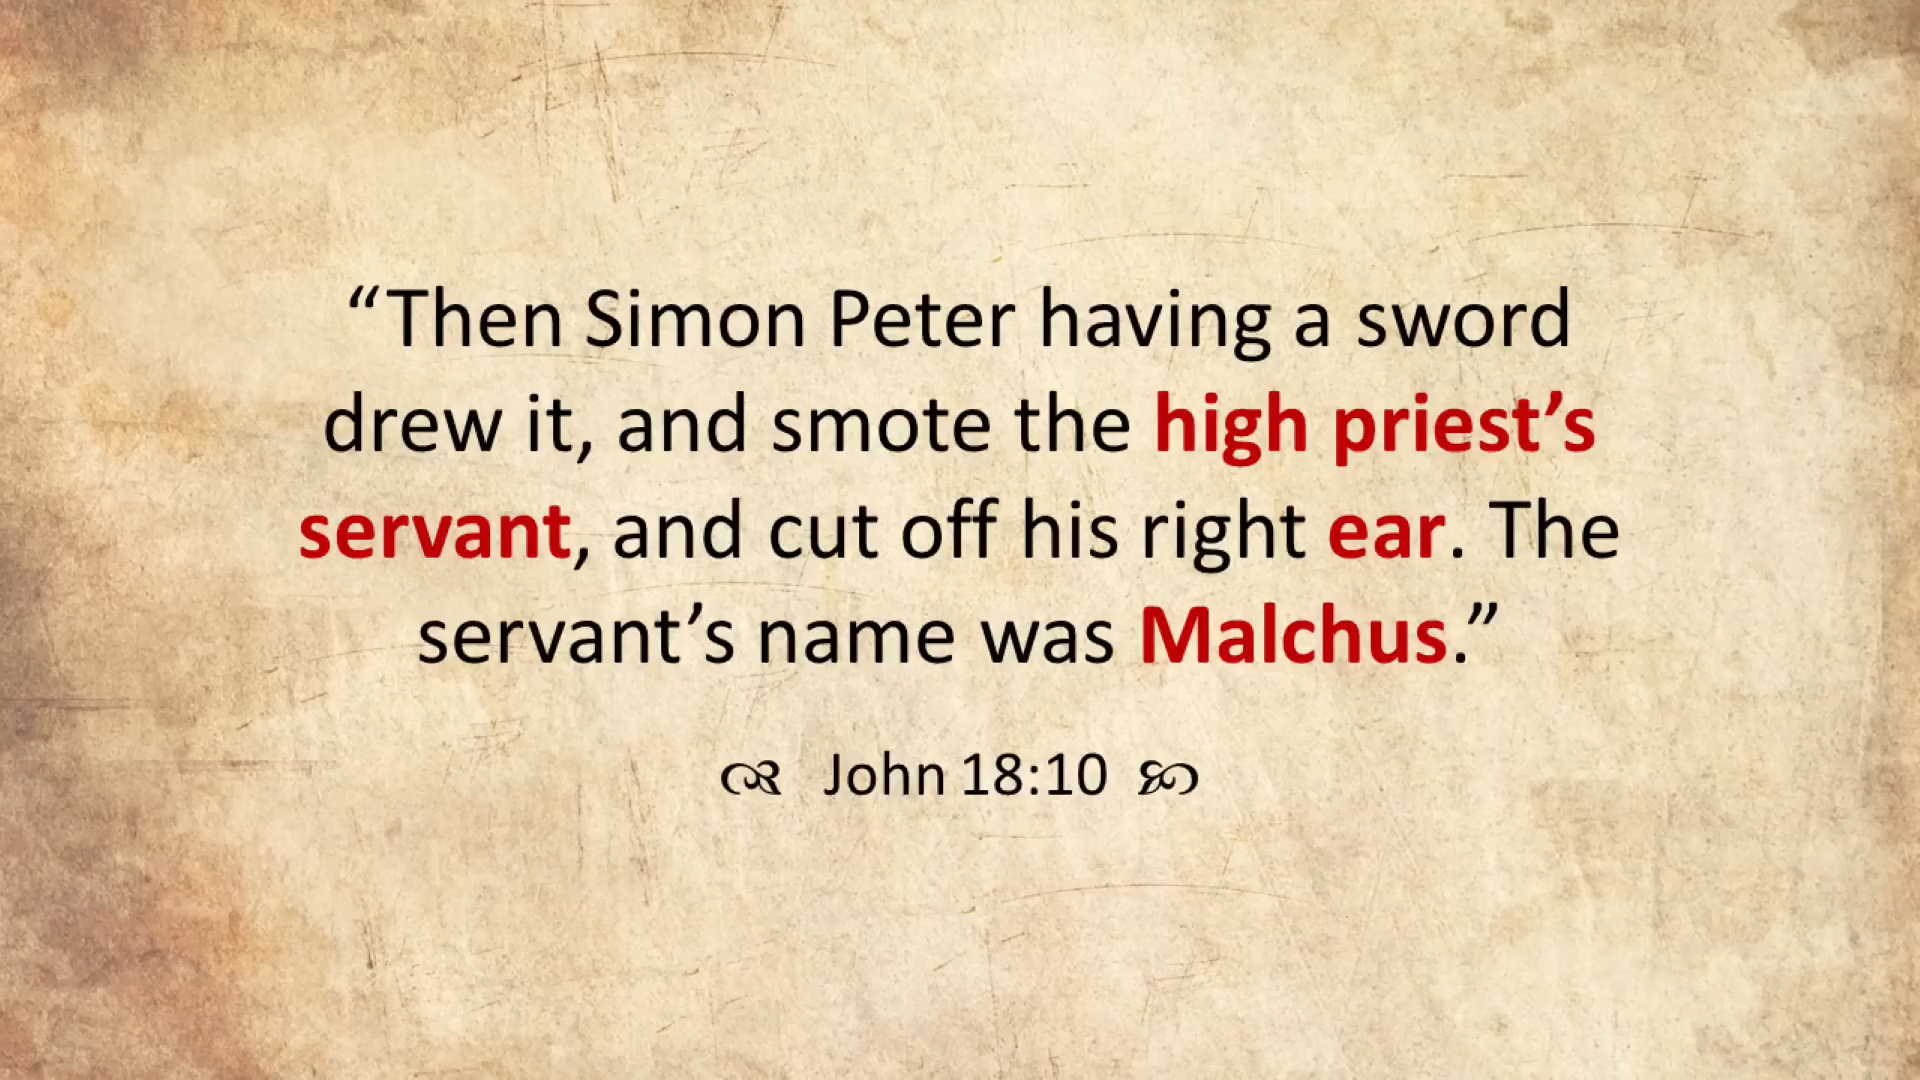 “Then Simon Peter having a sword
drew it, and smote the high priest’s
servant, and cut off his right ear. The
servant’s name was Malchus.”
John 18:10